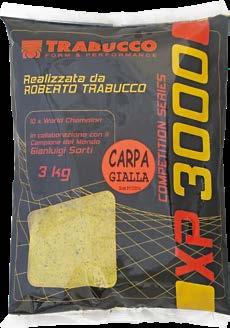 TRABUCCO
FORM & PERFORMANCE
Realizzata da
ROBERTO TRABUCCO
10 x World Champion
in collaborazione con il
Campione del Mondo
Gianluigi Sorti
3 kg
CARPA
GIALLA
XP 3000
COMPETITION SERIES